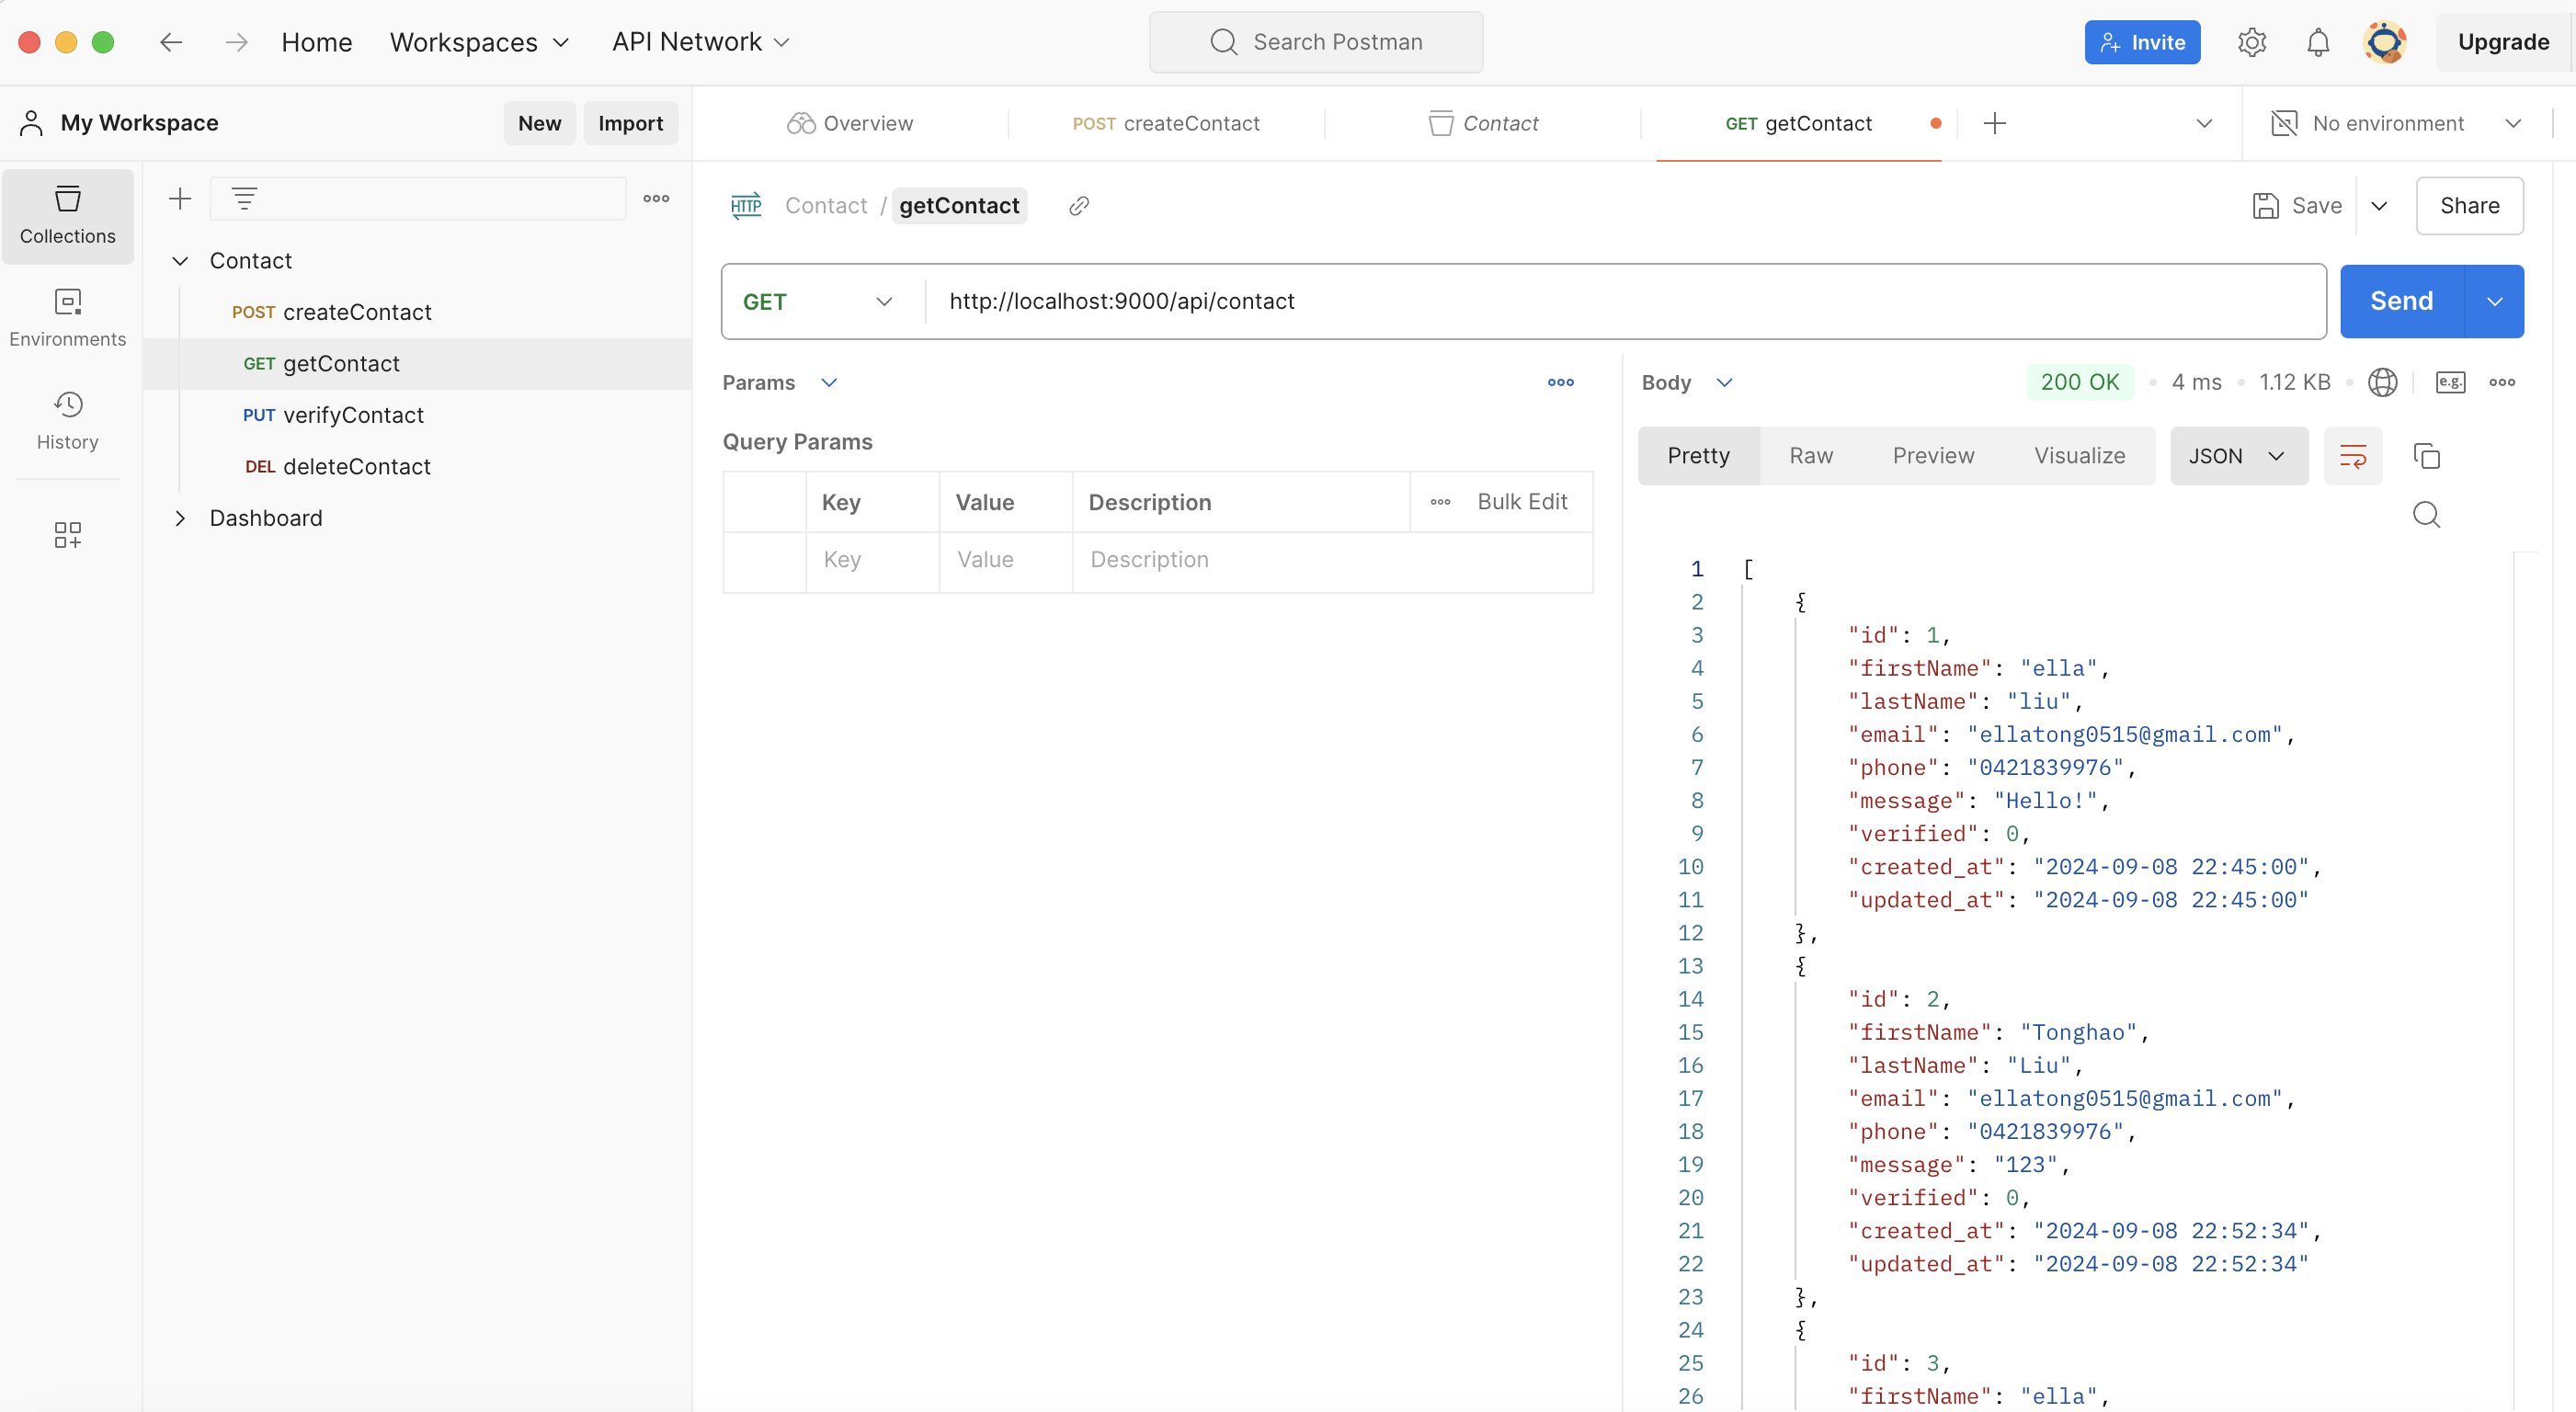 Home Workspaces API Network Search Postman Invite Upgrade
My Workspace New Import Overview POST createContact Contact GET getContact No environment
Collections
Environments
History
Contact
POST createContact
GET getContact
PUT verifyContact
DEL deleteContact
Dashboard
HTTP Contact / getContact Save Share
GET http://localhost:9000/api/contact Send
Params
Query Params
Key Value Description Bulk Edit
Key Value Description
Body 200 OK 4 ms 1.12 KB e.g.
Pretty Raw Preview Visualize JSON
1 [
2 {
3 "id": 1,
4 "firstName": "ella",
5 "lastName": "liu",
6 "email": "ellatong0515@gmail.com",
7 "phone": "0421839976",
8 "message": "Hello!",
9 "verified": 0,
10 "created_at": "2024-09-08 22:45:00",
11 "updated_at": "2024-09-08 22:45:00"
12 },
13 {
14 "id": 2,
15 "firstName": "Tonghao",
16 "lastName": "Liu",
17 "email": "ellatong0515@gmail.com",
18 "phone": "0421839976",
19 "message": "123",
20 "verified": 0,
21 "created_at": "2024-09-08 22:52:34",
22 "updated_at": "2024-09-08 22:52:34"
23 },
24 {
25 "id": 3,
26 "firstName": "ella",